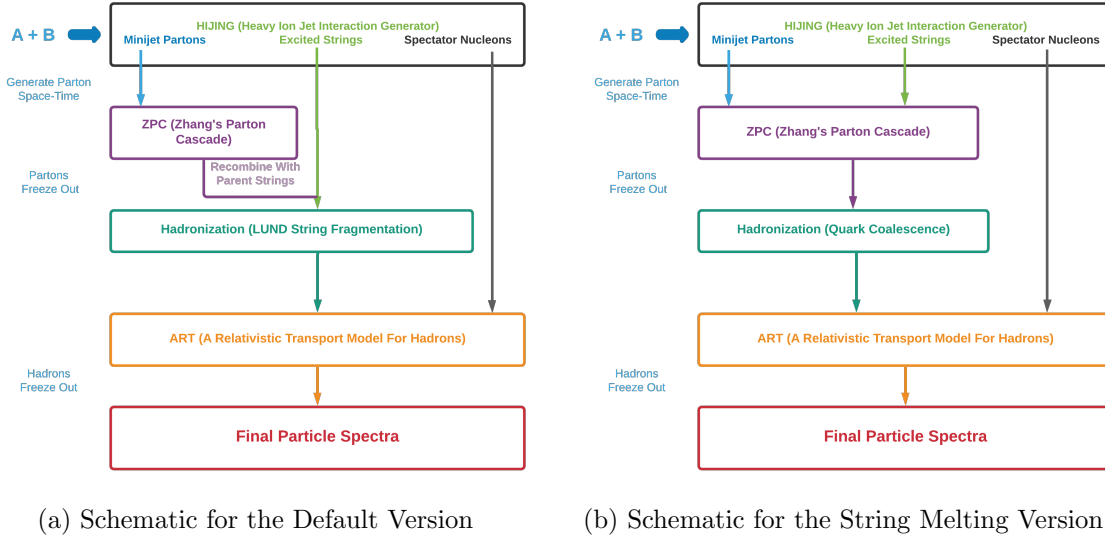 HIJING (Heavy Ion Jet Interaction Generator)
A + B
Minijet Partons
Excited Strings
Spectator Nucleons
Generate Parton
Space-Time
ZPC (Zhang's Parton
Cascade)
Recombine With
Parent Strings
Partons
Freeze Out
Hadronization (LUND String Fragmentation)
ART (A Relativistic Transport Model For Hadrons)
Hadrons
Freeze Out
Final Particle Spectra
(a) Schematic for the Default Version
HIJING (Heavy Ion Jet Interaction Generator)
A + B
Minijet Partons
Excited Strings
Spectator Nucleons
Generate Parton
Space-Time
ZPC (Zhang's Parton Cascade)
Partons
Freeze Out
Hadronization (Quark Coalescence)
ART (A Relativistic Transport Model For Hadrons)
Hadrons
Freeze Out
Final Particle Spectra
(b) Schematic for the String Melting Version